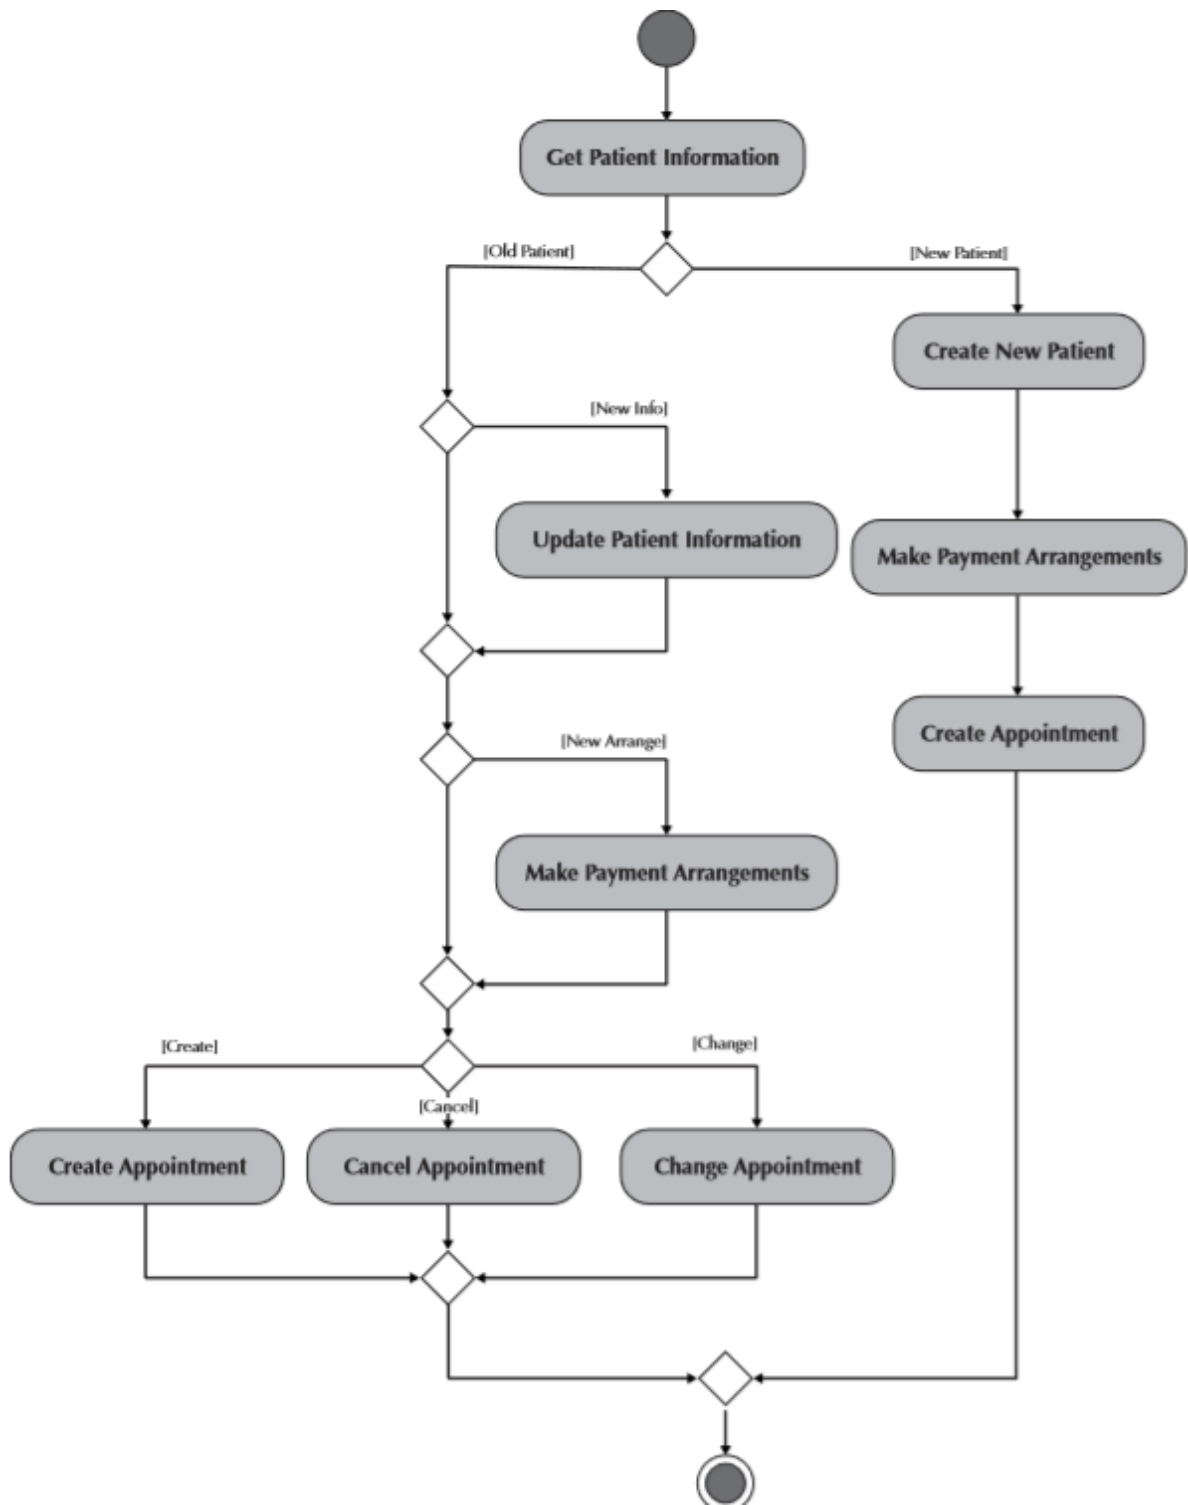 Get Patient Information
[Old Patient]
[New Patient]
Create New Patient
[New Info]
Update Patient Information
Make Payment Arrangements
Create Appointment
[New Arrange]
Make Payment Arrangements
[Create]
[Change]
[Cancel]
Create Appointment
Cancel Appointment
Change Appointment